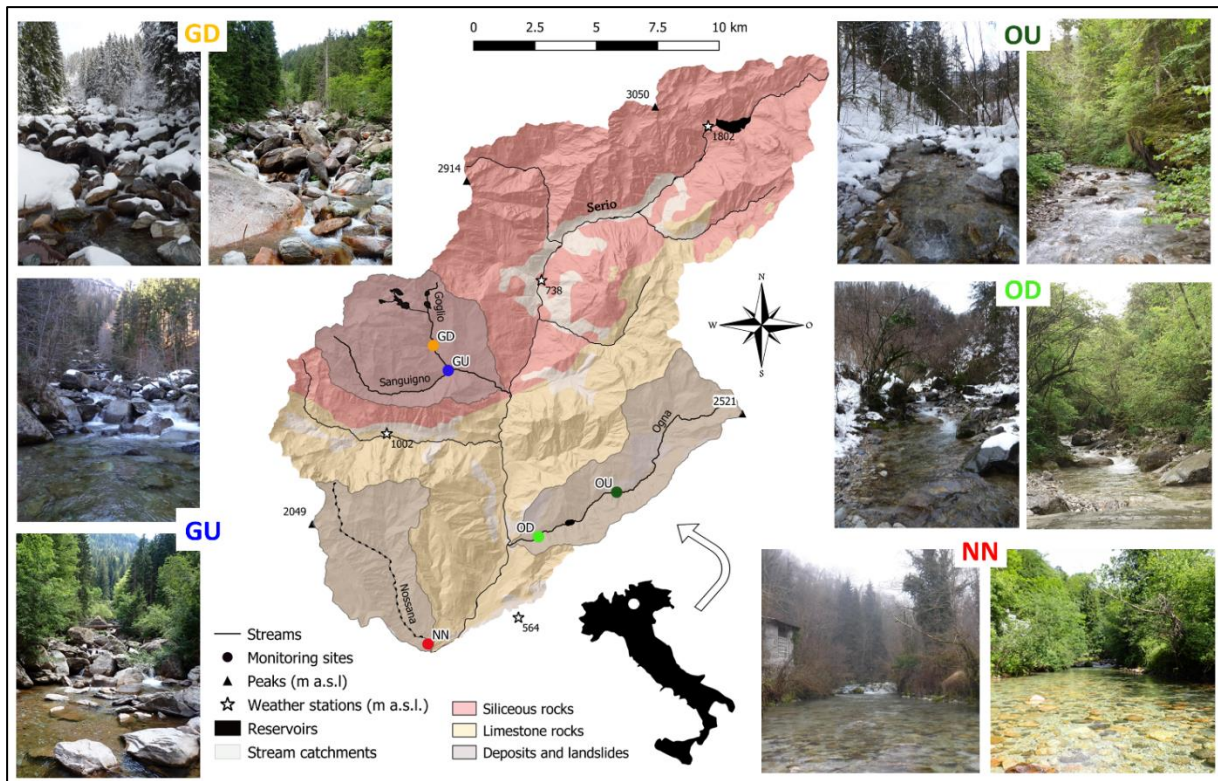 GD
0 2.5 5 7.5 10 km
OU
3050
1802
2914
Serio
738
Goglio
GD
GU
Sanguigno
N
W O
S
OD
1002
2521
Ogna
OU
OD
2049
GU
Nossana
NN
564
NN
Streams
Monitoring sites
Peaks (m a.s.l)
Weather stations (m a.s.l.)
Reservoirs
Stream catchments
Siliceous rocks
Limestone rocks
Deposits and landslides